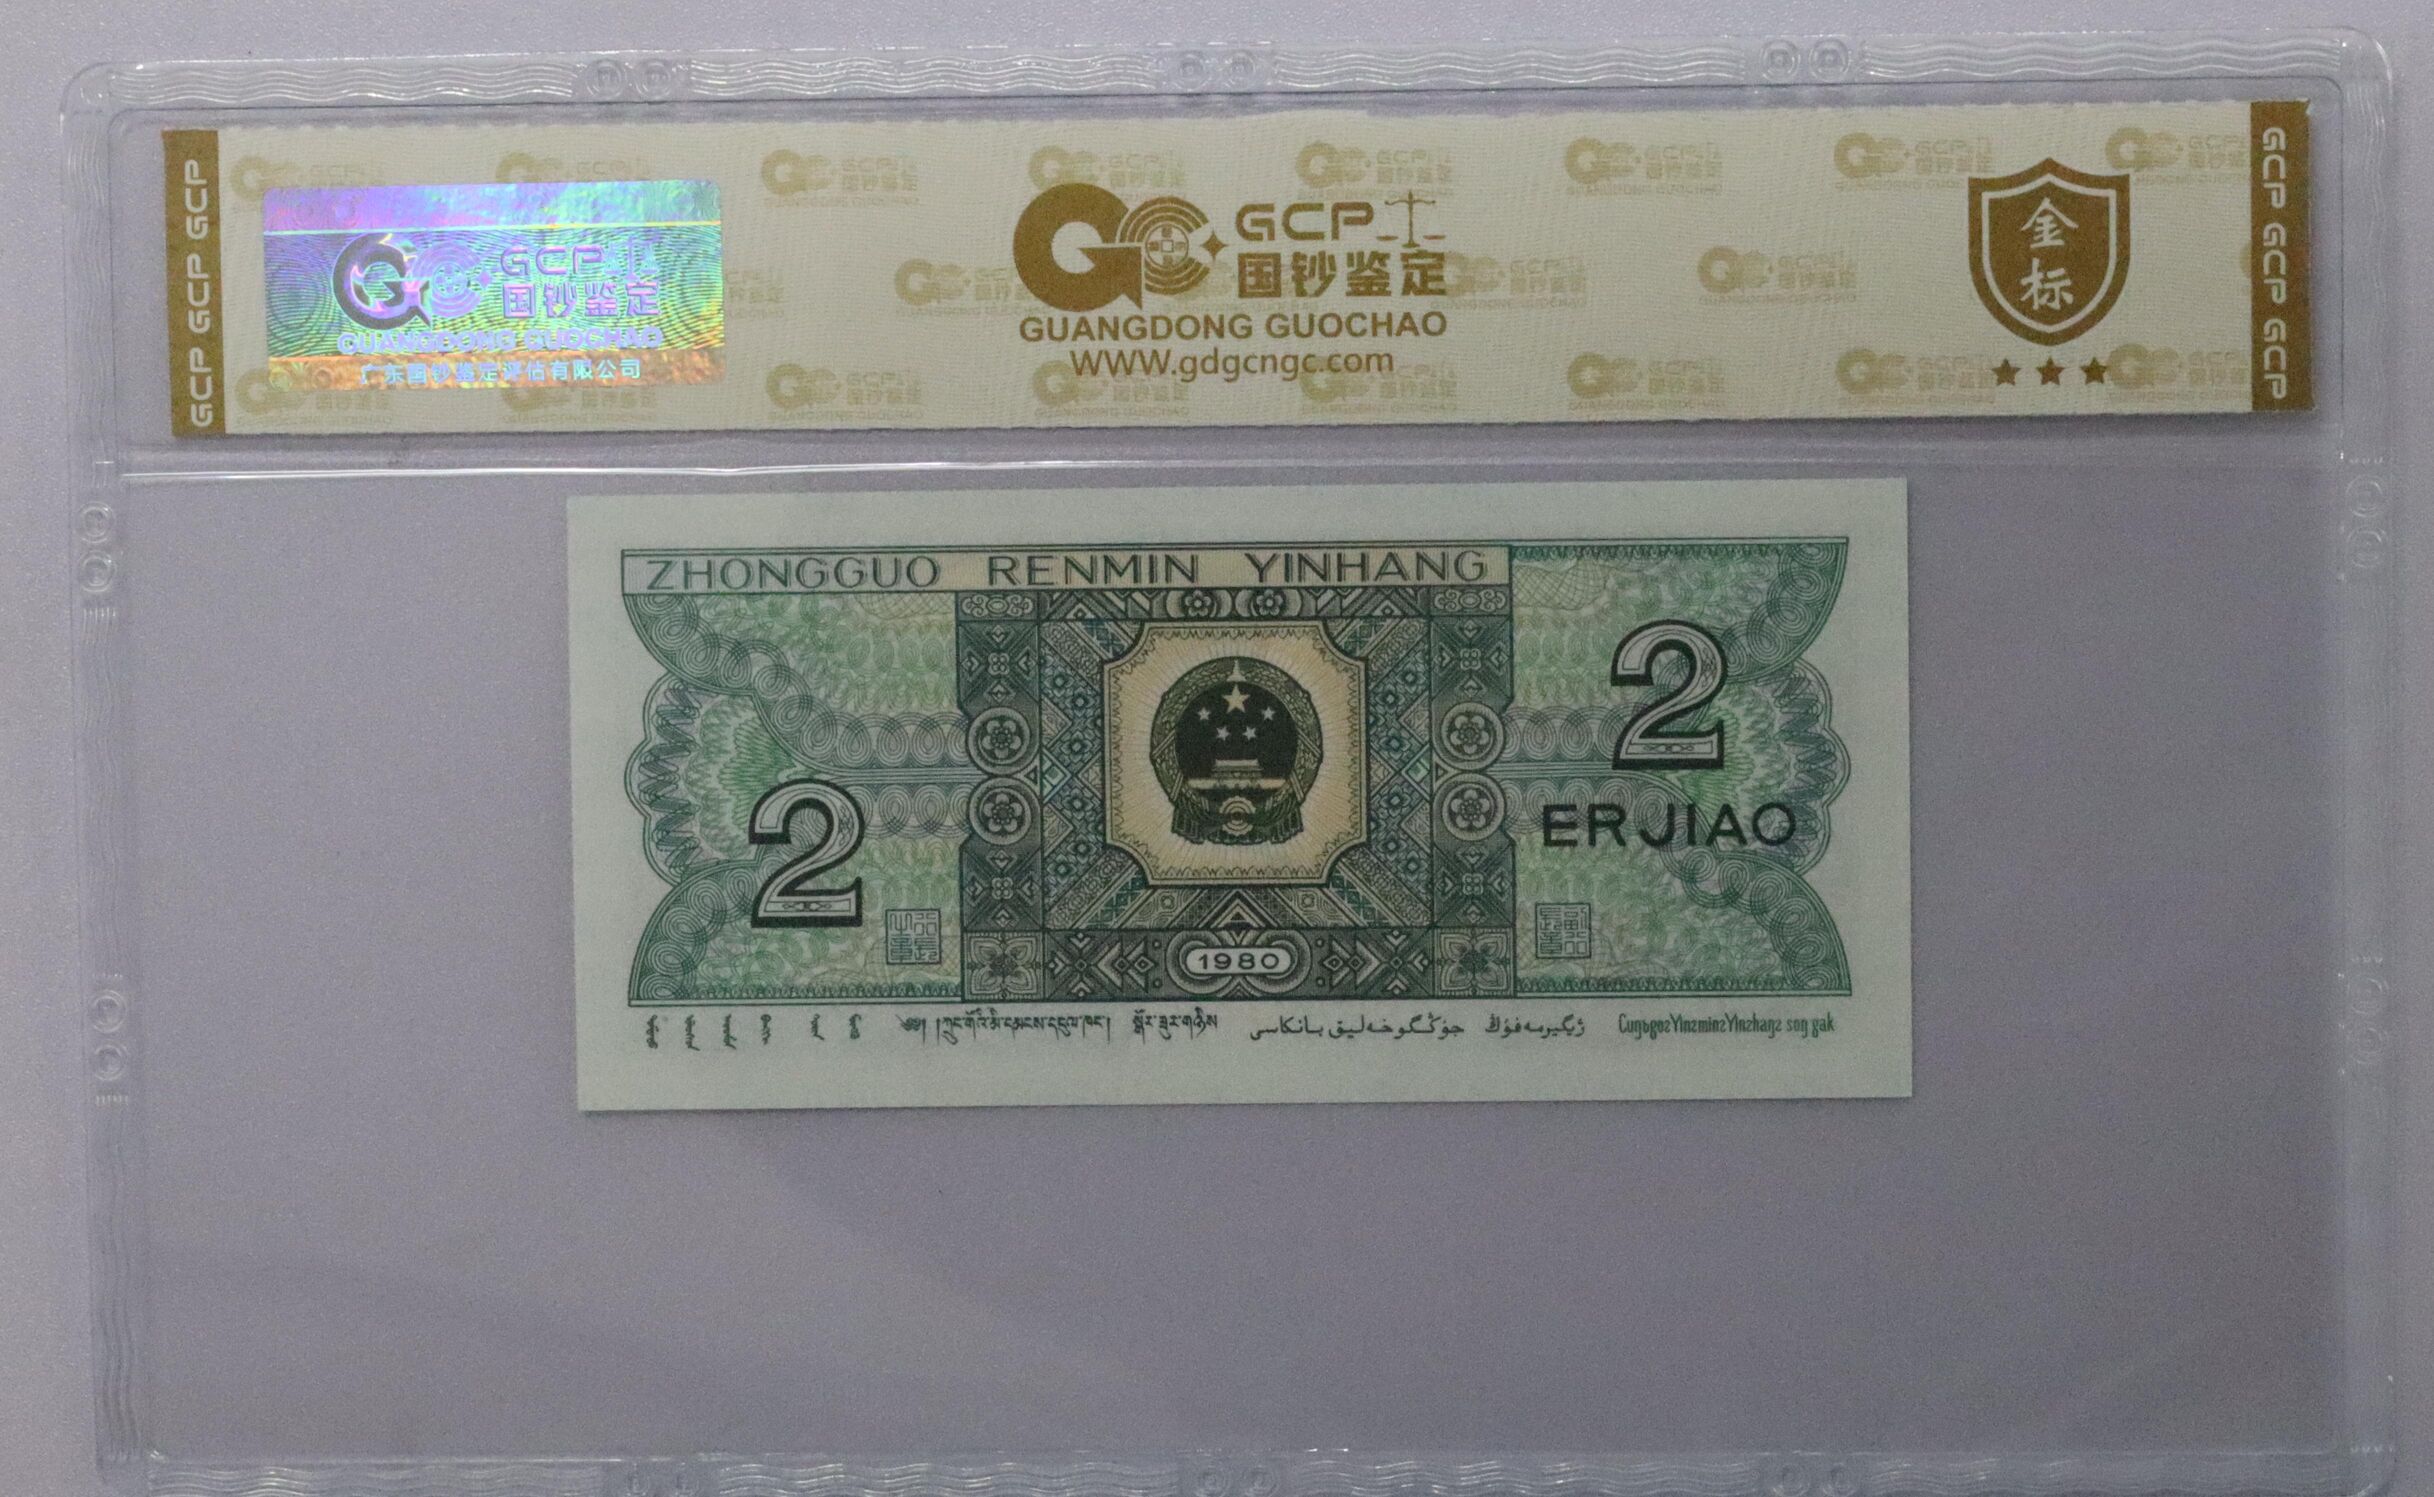 GCP GCP GCP
GCP
国钞鉴定
GUANGDONG GUOCHAO
广东国钞鉴定评估有限公司
GCP
国钞鉴定
GUANGDONG GUOCHAO
WWW.gdgcngc.com
金
标
GCP GCP GCP
ZHONGGUO RENMIN YINHANG
2
ERJIAO
2
1980